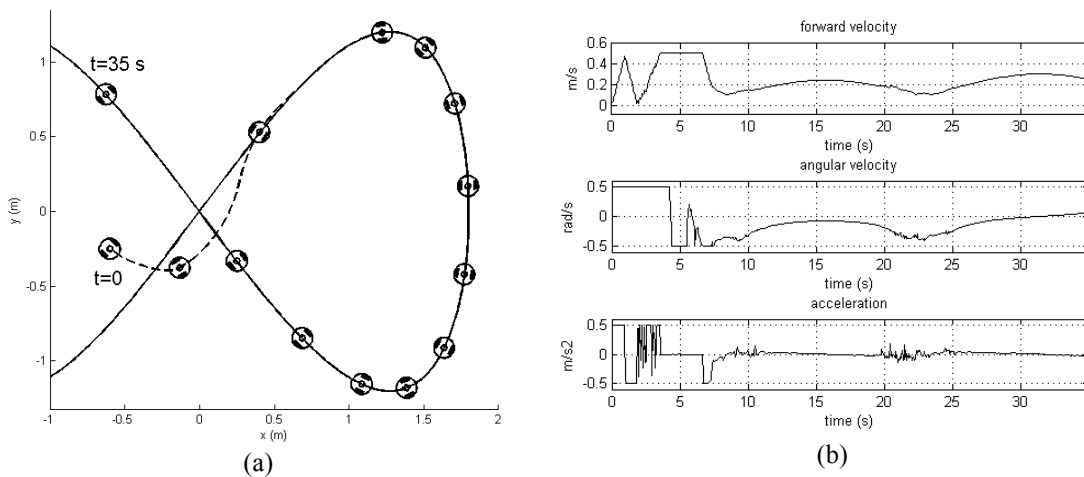 t=35 s
t=0
1
0.5
0
-0.5
-1
y (m)
-1 -0.5 0 0.5 1 1.5 2
x (m)
(a)
forward velocity
0.6
0.4
0.2
0
m/s
0 5 10 15 20 25 30
time (s)
angular velocity
0.5
0
-0.5
rad/s
0 5 10 15 20 25 30
time (s)
acceleration
0.5
0
-0.5
m/s2
0 5 10 15 20 25 30
time (s)
(b)